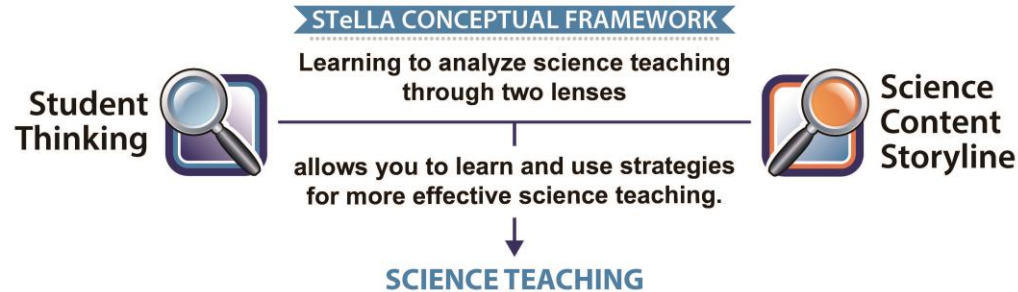 STeLLA CONCEPTUAL FRAMEWORK
Learning to analyze science teaching
through two lenses
Student
Thinking
Science
Content
Storyline
allows you to learn and use strategies
for more effective science teaching.
SCIENCE TEACHING